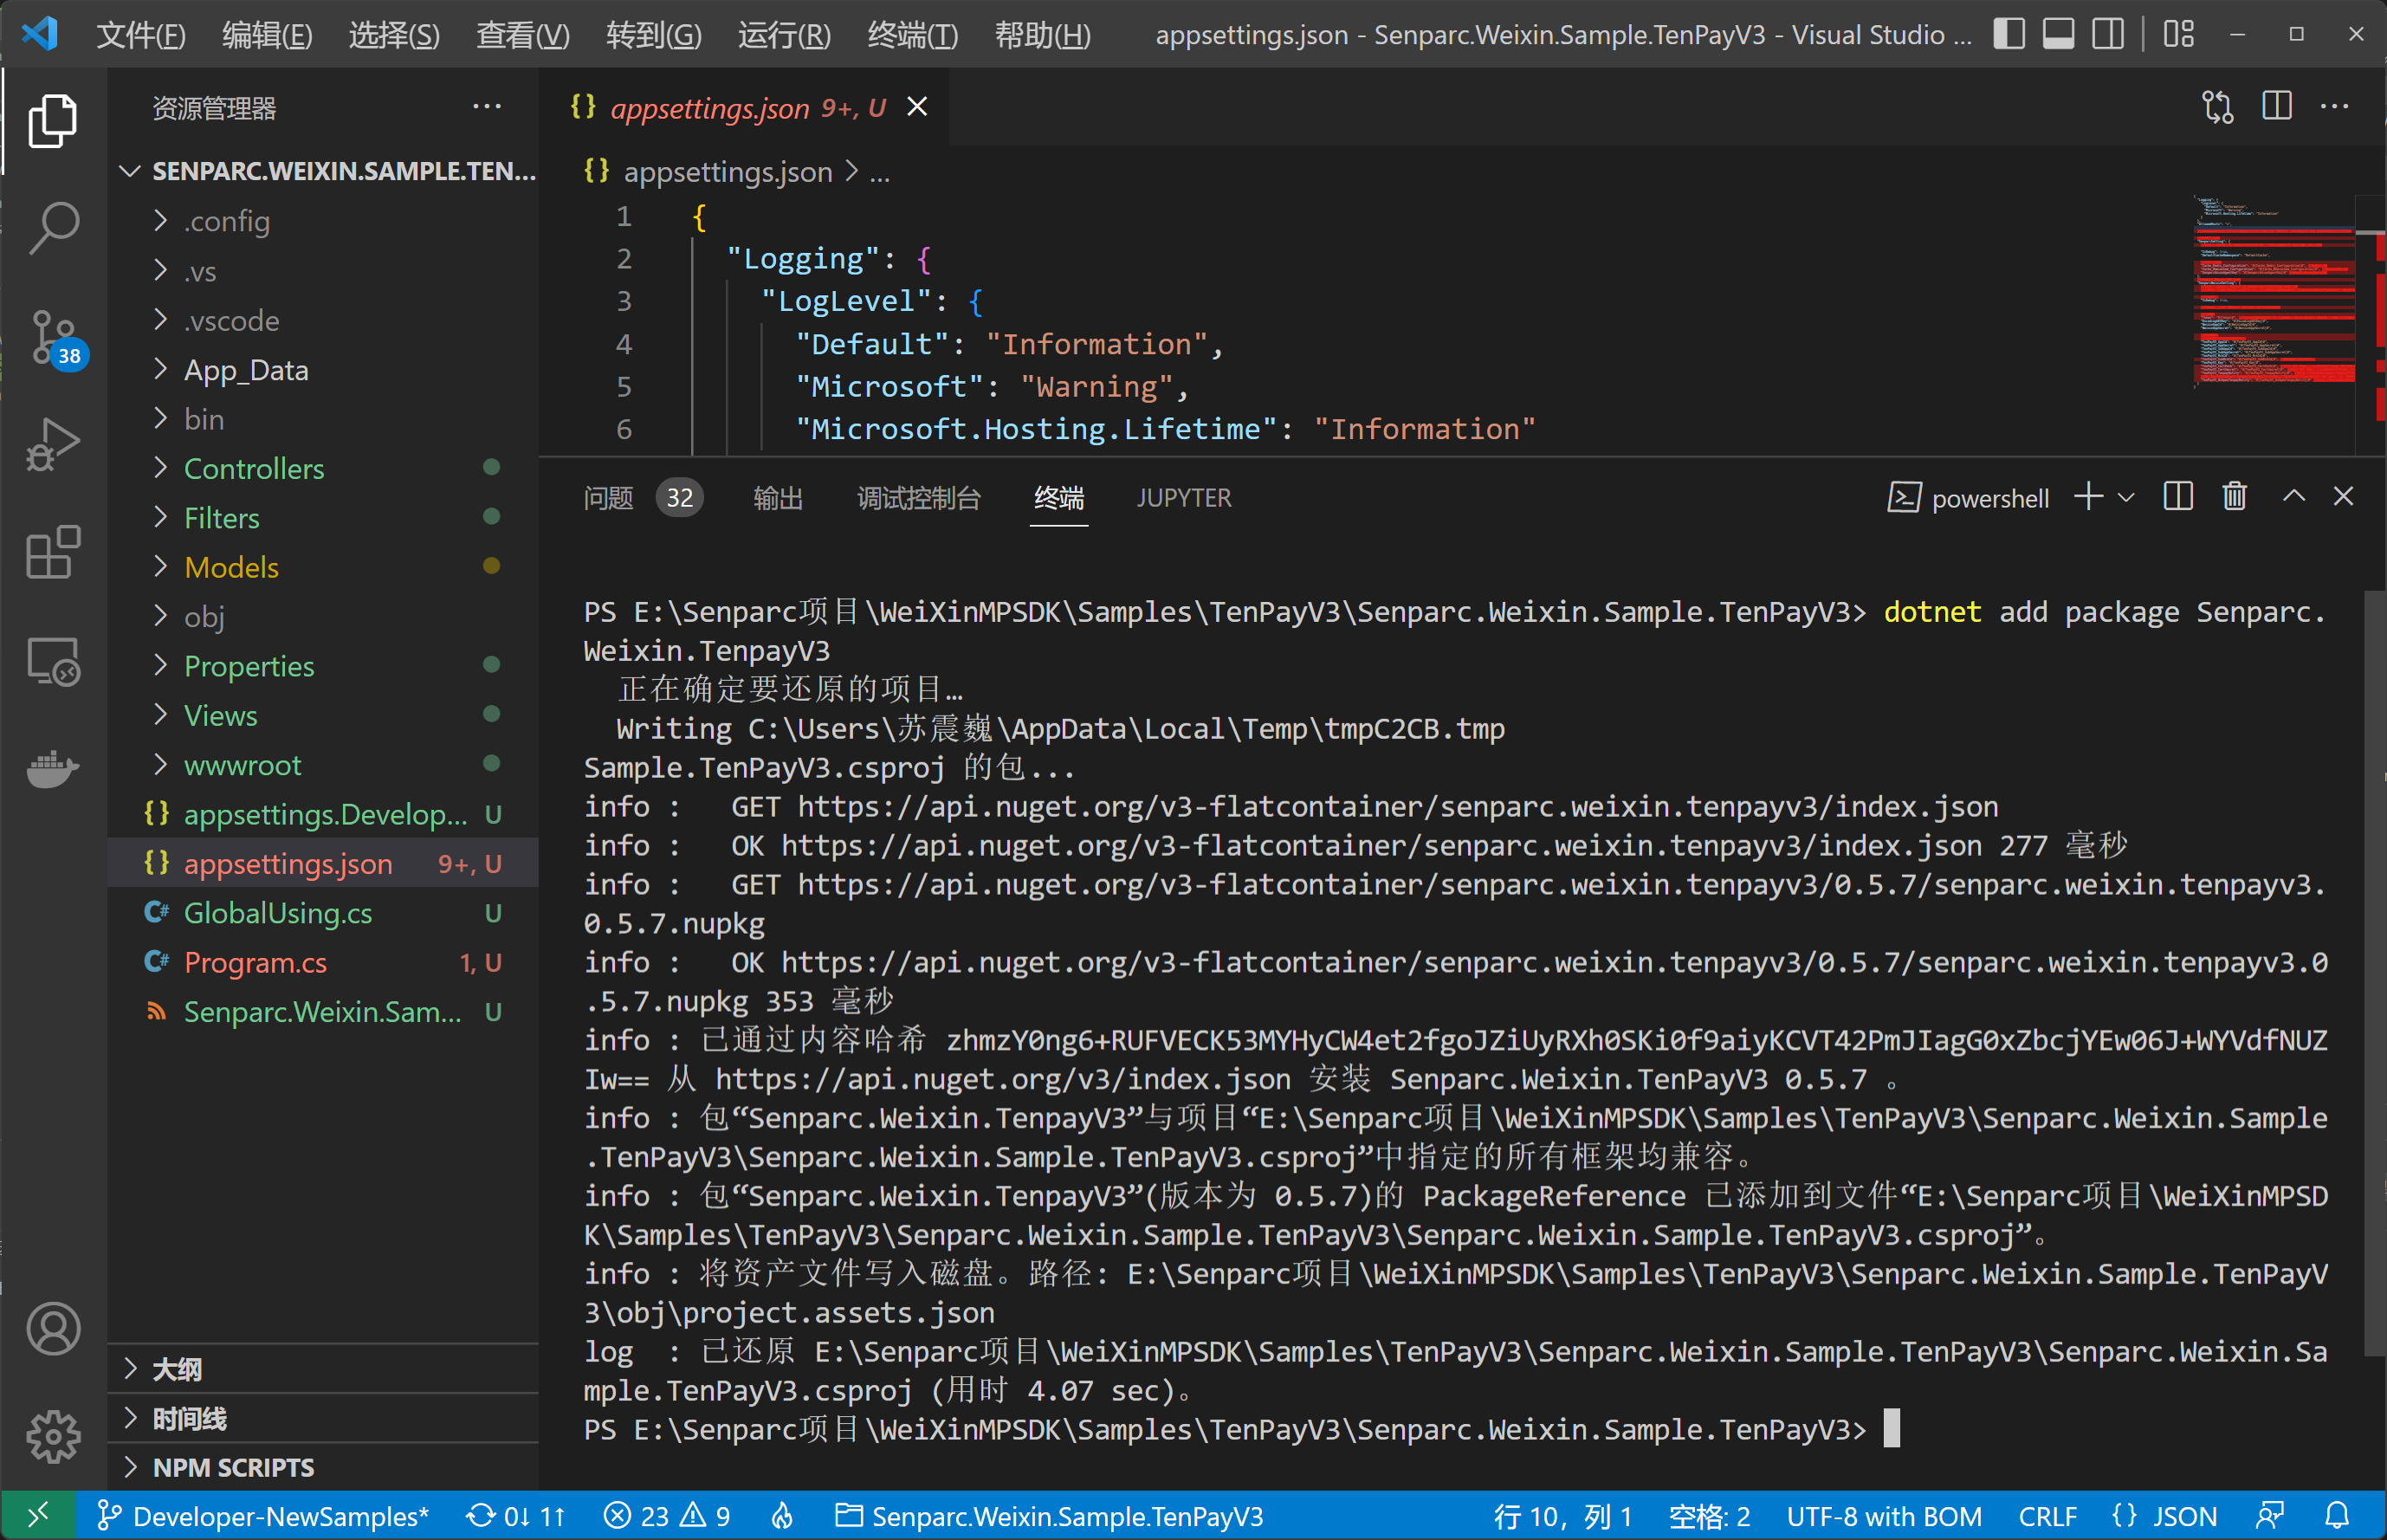 文件(F) 编辑(E) 选择(S) 查看(V) 转到(G) 运行(R) 终端(T) 帮助(H) appsettings.json - Senparc.Weixin.Sample.TenPayV3 - Visual Studio ...
资源管理器 ...
SENPARC.WEIXIN.SAMPLE.TEN...
.config
.vs
.vscode
App_Data
bin
Controllers
Filters
Models
obj
Properties
Views
wwwroot
{} appsettings.Develop... U
{} appsettings.json 9+, U
C# GlobalUsing.cs U
C# Program.cs 1, U
Senparc.Weixin.Sam... U
38
大纲
时间线
NPM SCRIPTS
{} appsettings.json 9+, U
{} appsettings.json > ...
1 {
2 "Logging": {
3 "LogLevel": {
4 "Default": "Information",
5 "Microsoft": "Warning",
6 "Microsoft.Hosting.Lifetime": "Information"
问题 32 输出 调试控制台 终端 JUPYTER powershell
PS E:\Senparc项目\WeiXinMPSDK\Samples\TenPayV3\Senparc.Weixin.Sample.TenPayV3> dotnet add package Senparc.
Weixin.TenpayV3
正在确定要还原的项目…
Writing C:\Users\苏震巍\AppData\Local\Temp\tmpC2CB.tmp
Sample.TenPayV3.csproj 的包...
info :   GET https://api.nuget.org/v3-flatcontainer/senparc.weixin.tenpayv3/index.json
info :   OK https://api.nuget.org/v3-flatcontainer/senparc.weixin.tenpayv3/index.json 277 毫秒
info :   GET https://api.nuget.org/v3-flatcontainer/senparc.weixin.tenpayv3/0.5.7/senparc.weixin.tenpayv3.
0.5.7.nupkg
info :   OK https://api.nuget.org/v3-flatcontainer/senparc.weixin.tenpayv3/0.5.7/senparc.weixin.tenpayv3.0
.5.7.nupkg 353 毫秒
info : 已通过内容哈希 zhmzY0ng6+RUFVECK53MYHyCW4et2fgoJZiUyRXh0SKi0f9aiyKCVT42PmJIagG0xZbcjYEw06J+WYVdfNUZ
Iw== 从 https://api.nuget.org/v3/index.json 安装 Senparc.Weixin.TenPayV3 0.5.7 。
info : 包“Senparc.Weixin.TenpayV3”与项目“E:\Senparc项目\WeiXinMPSDK\Samples\TenPayV3\Senparc.Weixin.Sample
.TenPayV3\Senparc.Weixin.Sample.TenPayV3.csproj”中指定的所有框架均兼容。
info : 包“Senparc.Weixin.TenpayV3”(版本为 0.5.7)的 PackageReference 已添加到文件“E:\Senparc项目\WeiXinMPSD
K\Samples\TenPayV3\Senparc.Weixin.Sample.TenPayV3\Senparc.Weixin.Sample.TenPayV3.csproj”。
info : 将资产文件写入磁盘。路径: E:\Senparc项目\WeiXinMPSDK\Samples\TenPayV3\Senparc.Weixin.Sample.TenPayV
3\obj\project.assets.json
log  : 已还原 E:\Senparc项目\WeiXinMPSDK\Samples\TenPayV3\Senparc.Weixin.Sample.TenPayV3\Senparc.Weixin.Sa
mple.TenPayV3.csproj (用时 4.07 sec)。
PS E:\Senparc项目\WeiXinMPSDK\Samples\TenPayV3\Senparc.Weixin.Sample.TenPayV3>
Developer-NewSamples* 0↓ 1↑ 23 9 Senparc.Weixin.Sample.TenPayV3 行 10，列 1 空格: 2 UTF-8 with BOM CRLF {} JSON